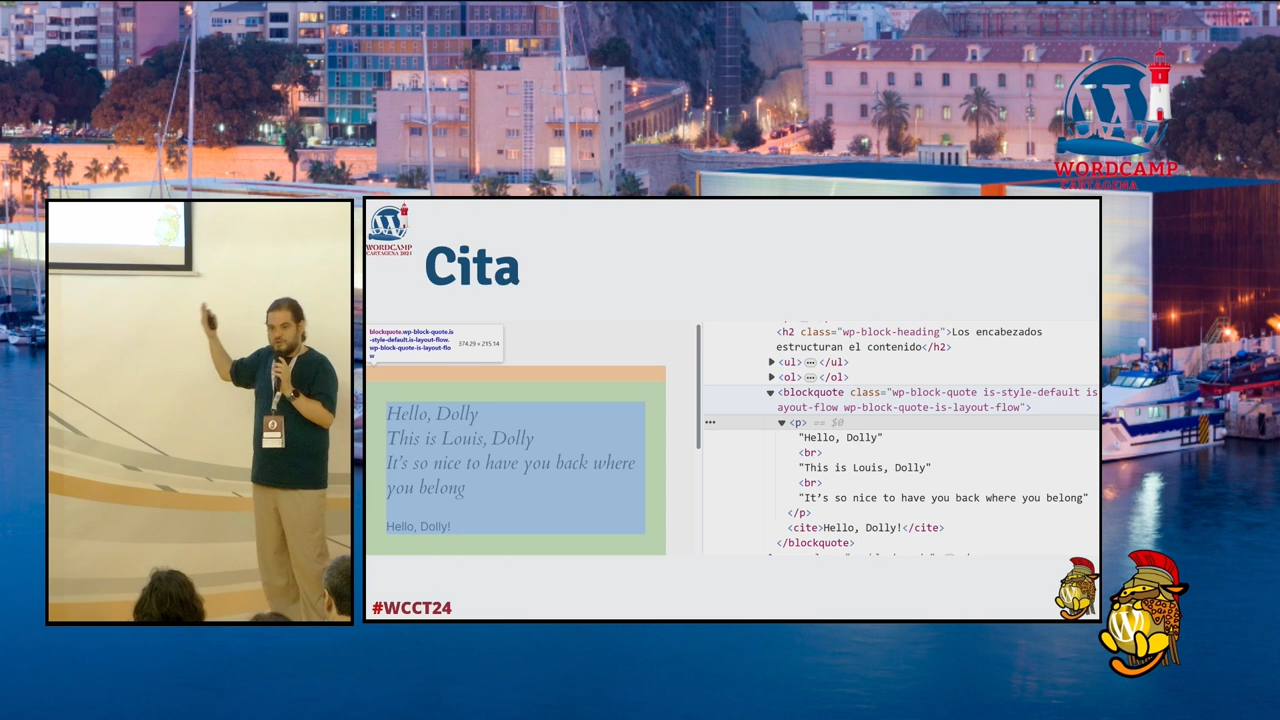 WORDCAMP
CARTAGENA
WORDCAMP
CARTAGENA 2024
Cita
blockquote.wp-block-quote.is
-style-default.is-layout-flow.
wp-block-quote-is-layout-flo
w
374.29 × 215.14
Hello, Dolly
This is Louis, Dolly
It’s so nice to have you back where
you belong
Hello, Dolly!
<h2 class="wp-block-heading">Los encabezados
estructuran el contenido</h2>
<ul> ••• </ul>
<ol> ••• </ol>
<blockquote class="wp-block-quote is-style-default is
ayout-flow wp-block-quote-is-layout-flow">
••• <p> == $0
"Hello, Dolly"
<br>
"This is Louis, Dolly"
<br>
"It’s so nice to have you back where you belong"
</p>
<cite>Hello, Dolly!</cite>
</blockquote>
#WCCT24